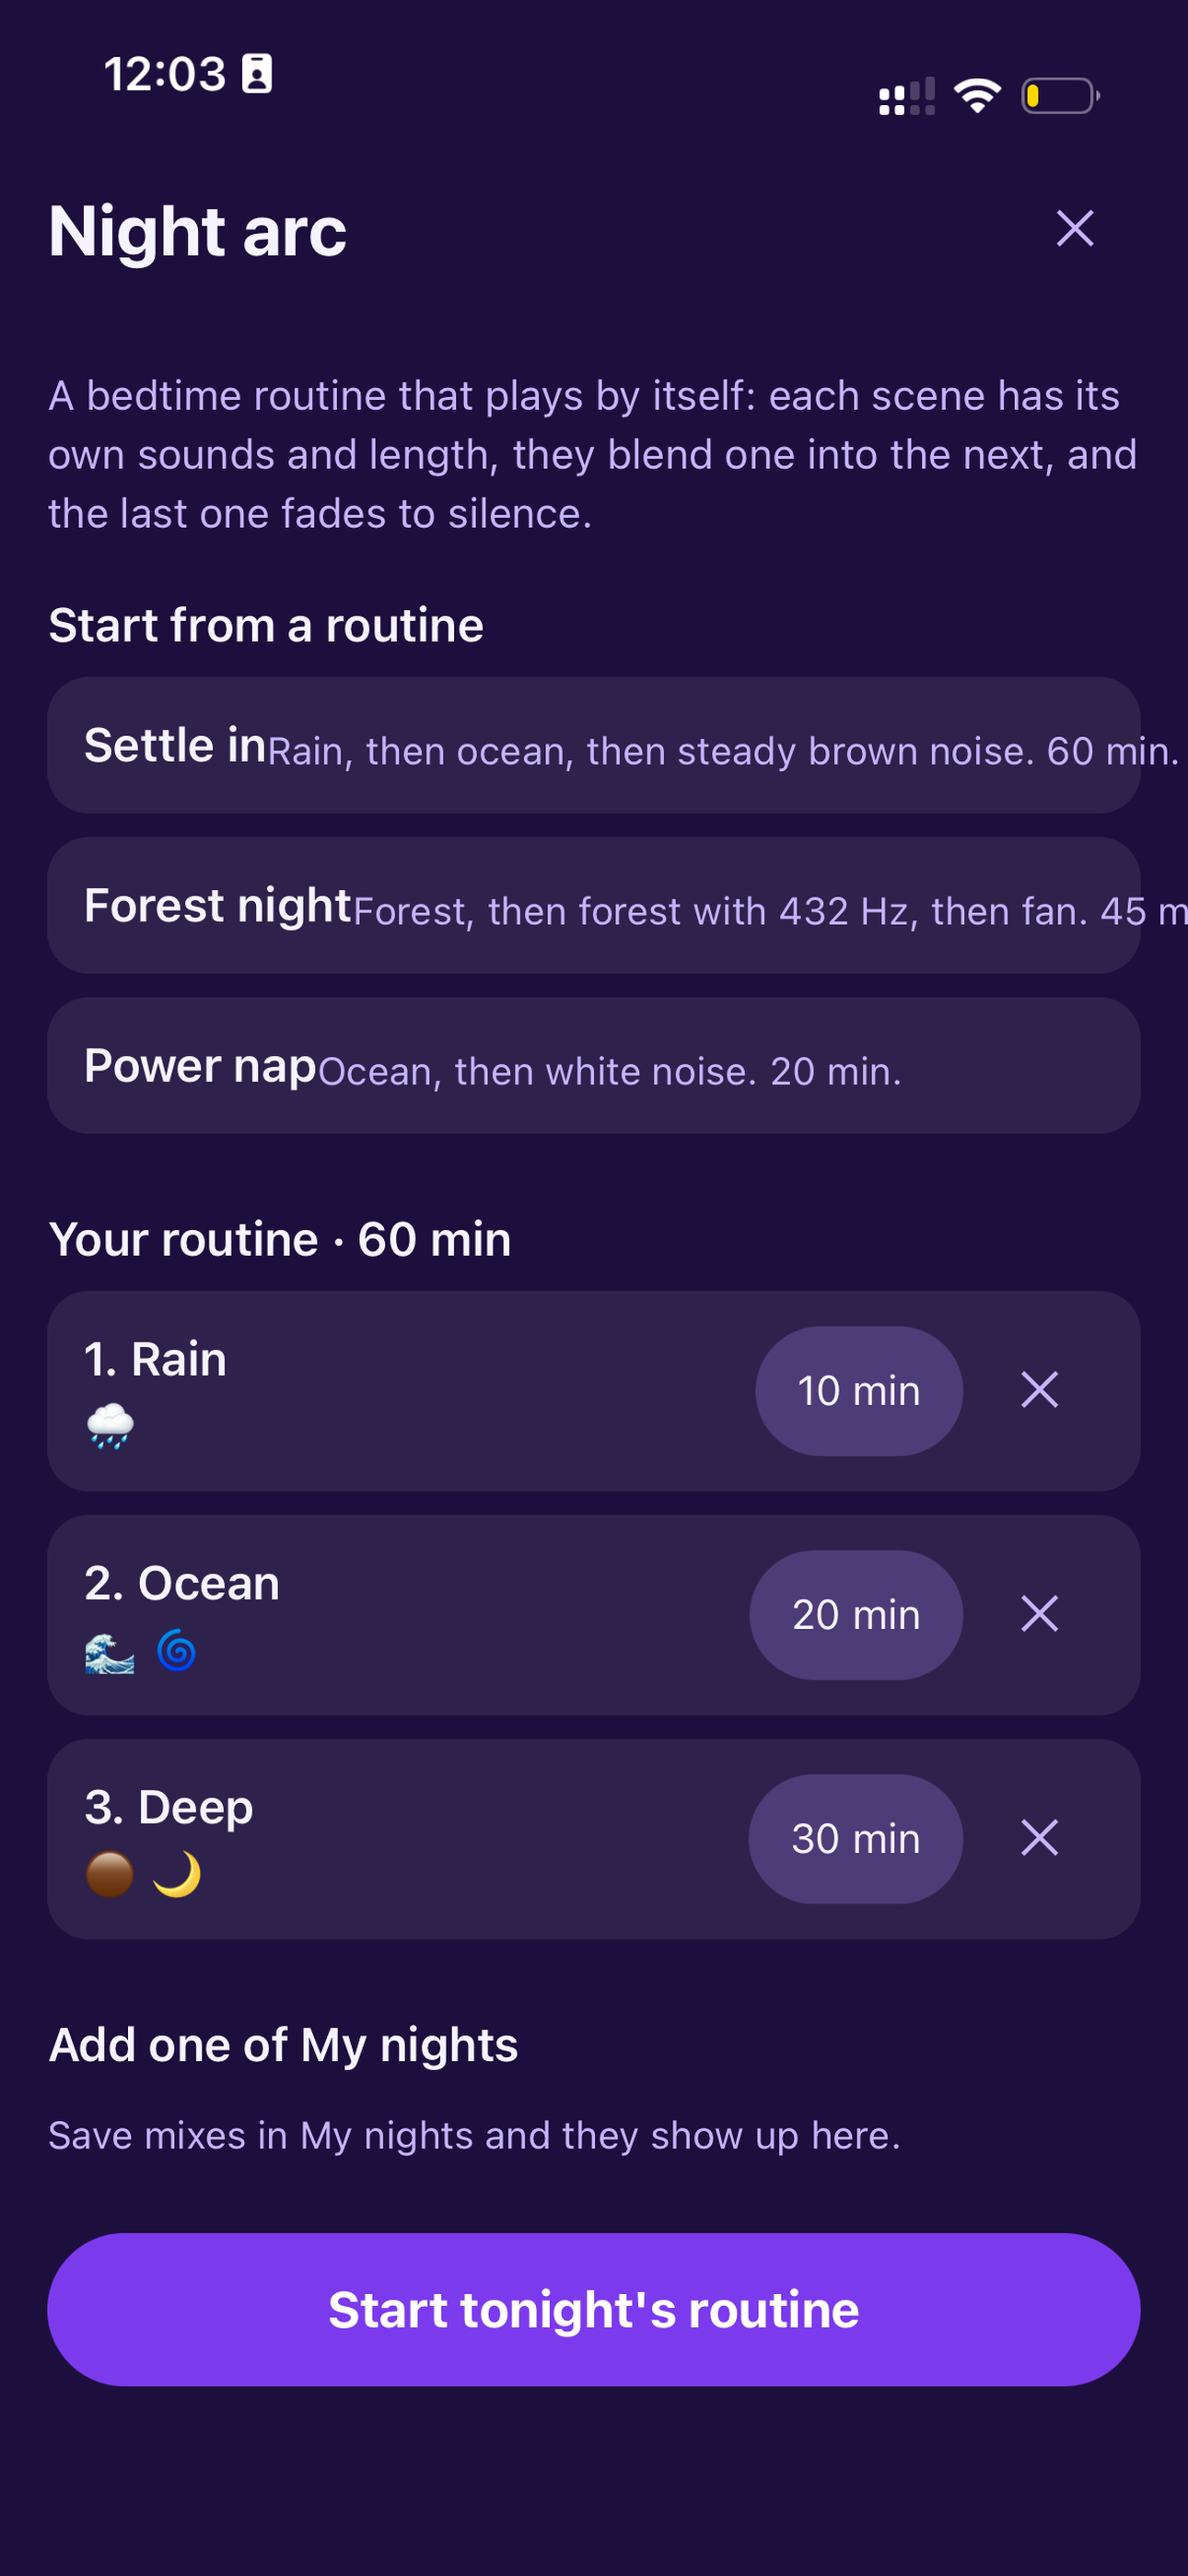 12:03
Night arc
A bedtime routine that plays by itself: each scene has its
own sounds and length, they blend one into the next, and
the last one fades to silence.
Start from a routine
Settle in Rain, then ocean, then steady brown noise. 60 min.
Forest night Forest, then forest with 432 Hz, then fan. 45 m
Power nap Ocean, then white noise. 20 min.
Your routine · 60 min
1. Rain
10 min
2. Ocean
20 min
3. Deep
30 min
Add one of My nights
Save mixes in My nights and they show up here.
Start tonight's routine